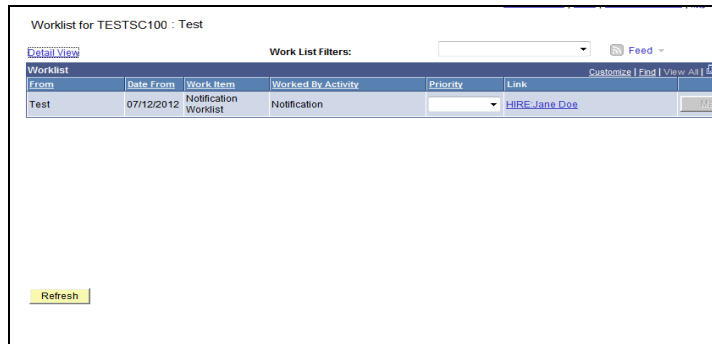 Worklist for TESTSC100 : Test
Detail View Work List Filters: Feed
Worklist Customize | Find | View All |
From Date From Work Item Worked By Activity Priority Link
Test 07/12/2012 Notification Worklist Notification HIRE:Jane Doe
Refresh